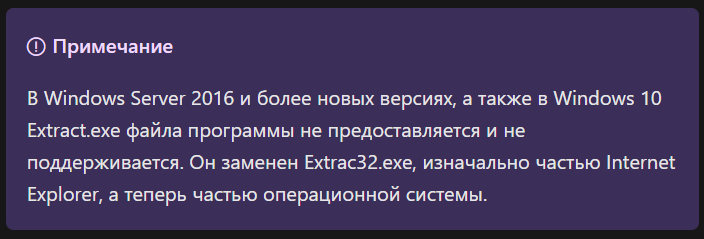 Примечание
В Windows Server 2016 и более новых версиях, а также в Windows 10
Extract.exe файла программы не предоставляется и не
поддерживается. Он заменен Extrac32.exe, изначально частью Internet
Explorer, а теперь частью операционной системы.